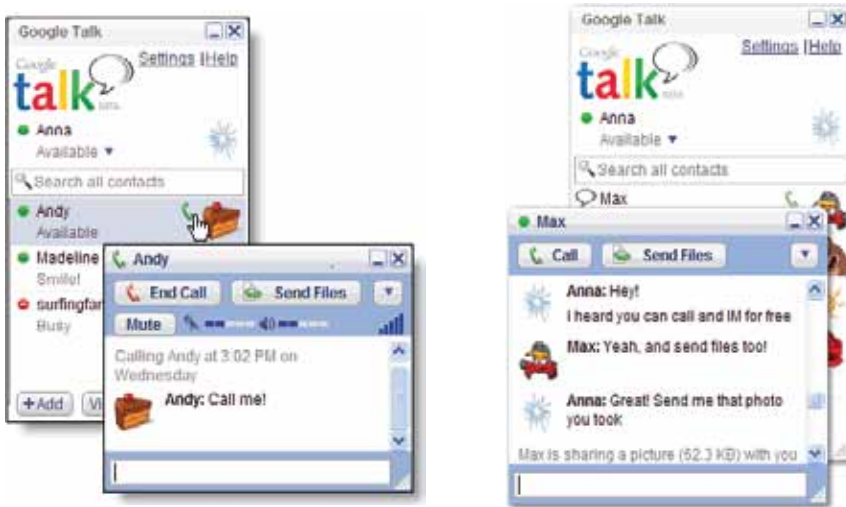 Google Talk
Settings | Help
Google
talk
BETA
Anna
Available
Search all contacts
Andy
Available
Madeline
Smile!
surfingfan
Busy
+Add
Vi
Andy
End Call
Send Files
Mute
Calling Andy at 3:02 PM on
Wednesday
Andy: Call me!
Google Talk
Settings | Help
Google
talk
Anna
Available
Search all contacts
Max
Max
Call
Send Files
Anna: Hey!
I heard you can call and IM for free
Max: Yeah, and send files too!
Anna: Great! Send me that photo
you took
Max is sharing a picture (52.3 KB) with you